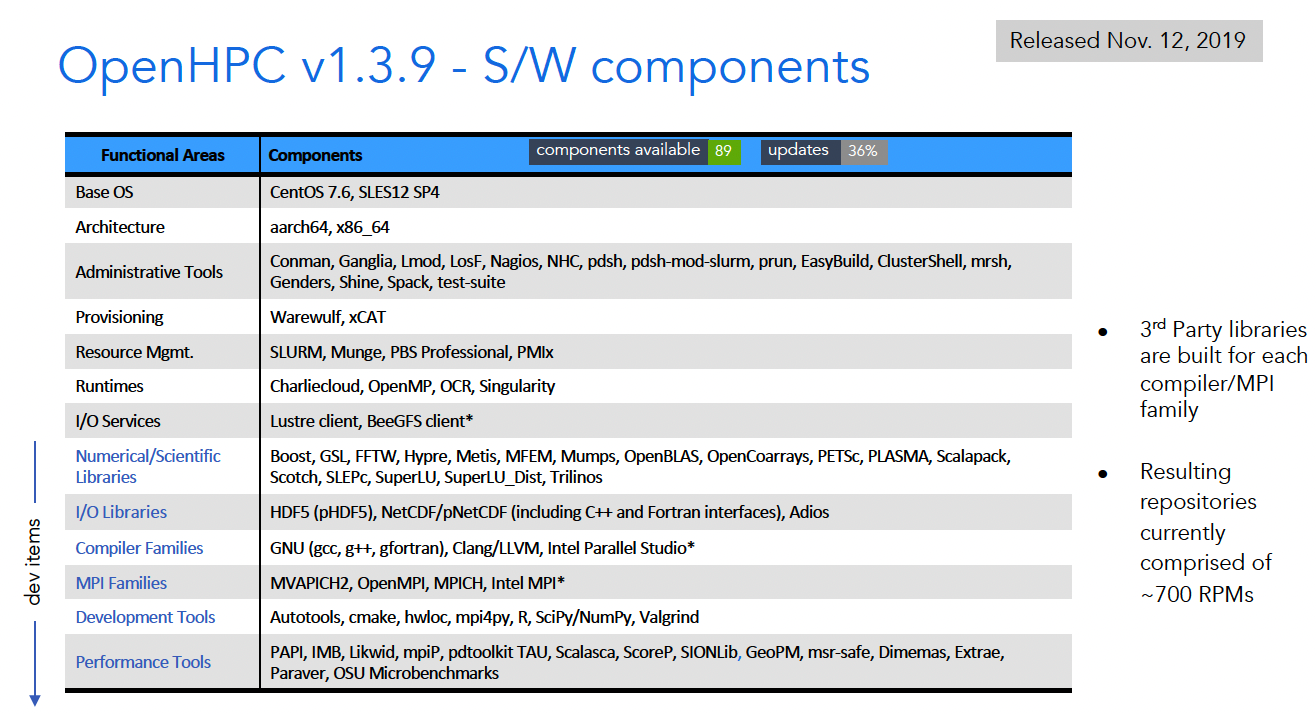 Released Nov. 12, 2019
OpenHPC v1.3.9 - S/W components
Functional Areas
Components
components available 89
updates 36%
Base OS
CentOS 7.6, SLES12 SP4
Architecture
aarch64, x86_64
Administrative Tools
Conman, Ganglia, Lmod, LosF, Nagios, NHC, pdsh, pdsh-mod-slurm, prun, EasyBuild, ClusterShell, mrsh,
Genders, Shine, Spack, test-suite
Provisioning
Warewulf, xCAT
Resource Mgmt.
SLURM, Munge, PBS Professional, PMIx
Runtimes
Charliecloud, OpenMP, OCR, Singularity
I/O Services
Lustre client, BeeGFS client*
Numerical/Scientific
Libraries
Boost, GSL, FFTW, Hypre, Metis, MFEM, Mumps, OpenBLAS, OpenCoarrays, PETSc, PLASMA, Scalapack,
Scotch, SLEPc, SuperLU, SuperLU_Dist, Trilinos
I/O Libraries
HDF5 (pHDF5), NetCDF/pNetCDF (including C++ and Fortran interfaces), Adios
Compiler Families
GNU (gcc, g++, gfortran), Clang/LLVM, Intel Parallel Studio*
MPI Families
MVAPICH2, OpenMPI, MPICH, Intel MPI*
Development Tools
Autotools, cmake, hwloc, mpi4py, R, SciPy/NumPy, Valgrind
Performance Tools
PAPI, IMB, Likwid, mpiP, pdtoolkit TAU, Scalasca, ScoreP, SIONLib, GeoPM, msr-safe, Dimemas, Extrae,
Paraver, OSU Microbenchmarks
dev items
• 3rd Party libraries
are built for each
compiler/MPI
family
• Resulting
repositories
currently
comprised of
~700 RPMs